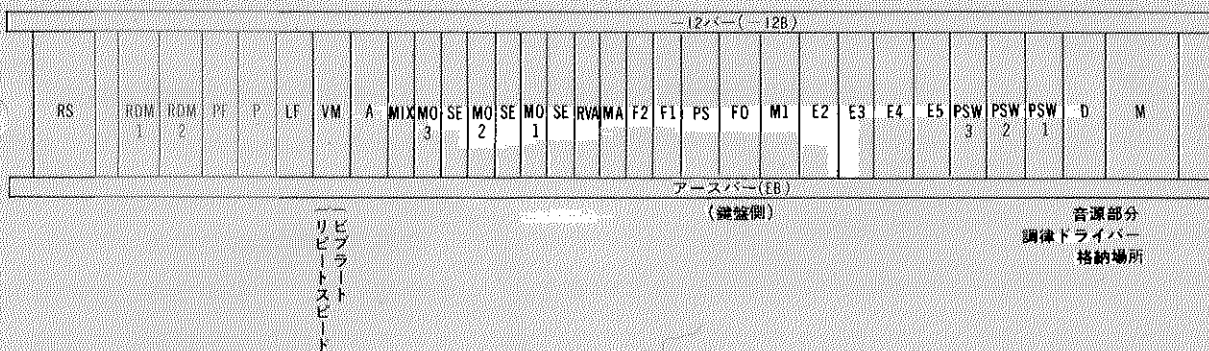 −12バー(−12B)
RS
RDM 1
RDM 2
PF
P
LF
VM
A
MIX
MO 3
SE
MO 2
SE
MO 1
SE
RVA
MA
F2
F1
PS
FO
M1
E2
E3
E4
E5
PSW 3
PSW 2
PSW 1
D
M
アースバー(EB)
(鍵盤側)
ビブラート
リピートスピード
音源部分
調律ドライバー
格納場所